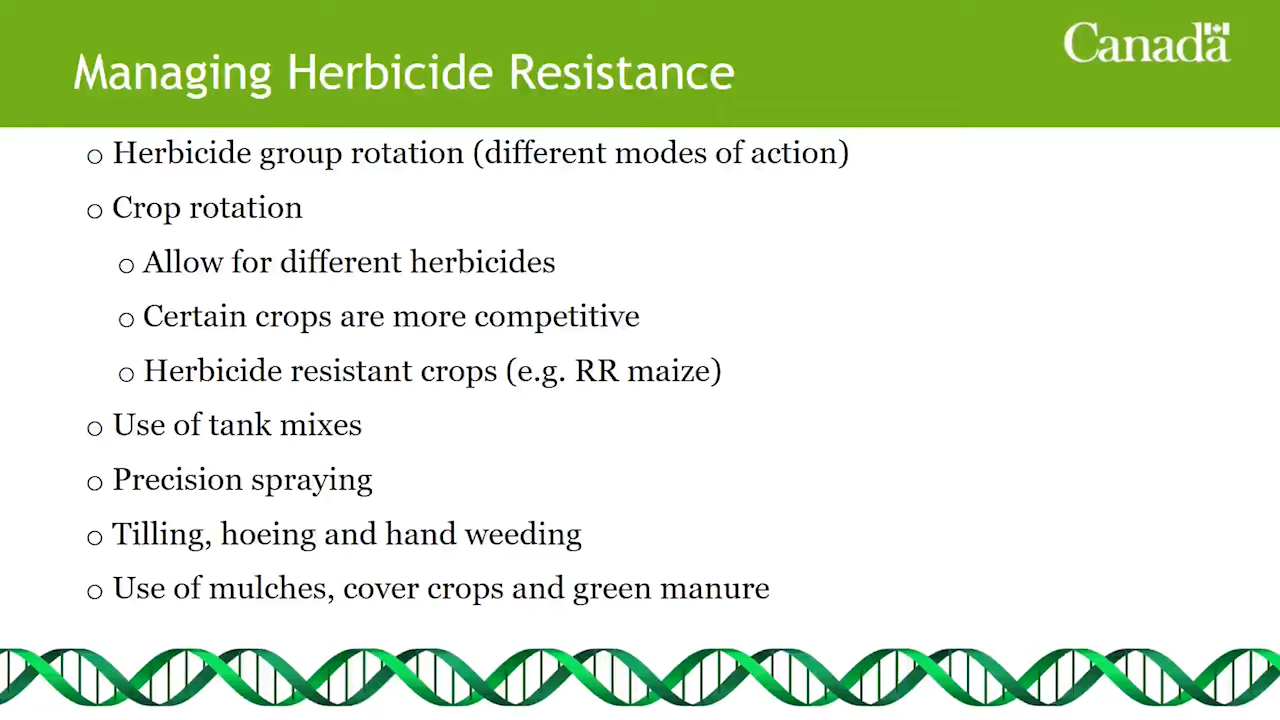 Canada
Managing Herbicide Resistance
o Herbicide group rotation (different modes of action)
o Crop rotation
o Allow for different herbicides
o Certain crops are more competitive
o Herbicide resistant crops (e.g. RR maize)
o Use of tank mixes
o Precision spraying
o Tilling, hoeing and hand weeding
o Use of mulches, cover crops and green manure